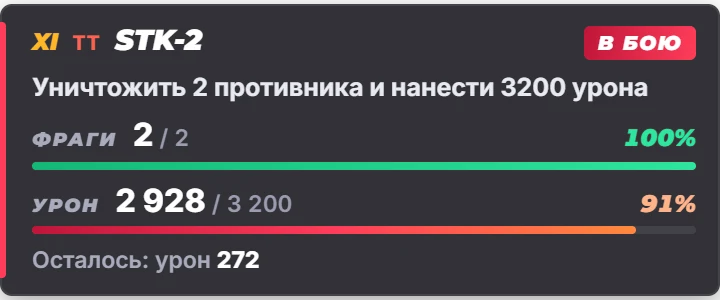 XI ТТ STK-2 В БОЮ
Уничтожить 2 противника и нанести 3200 урона
ФРАГИ 2 / 2 100%
УРОН 2 928 / 3 200 91%
Осталось: урон 272